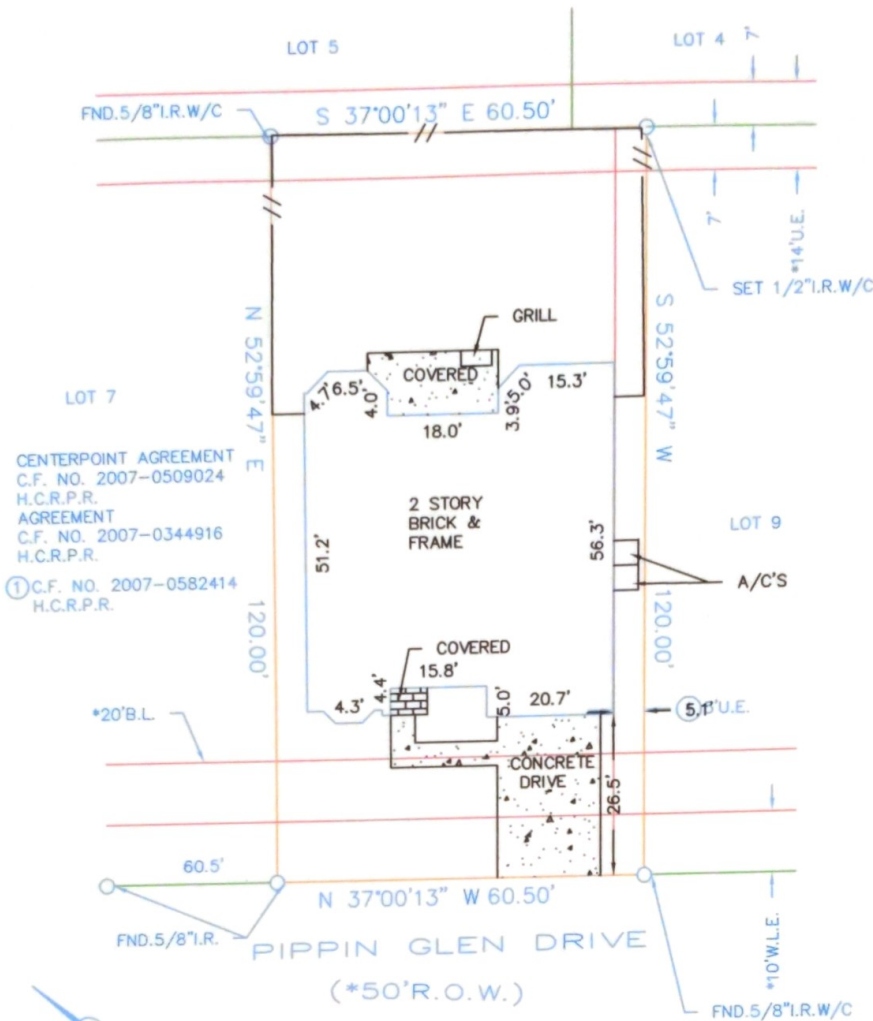 LOT 5
LOT 4
7'
FND.5/8"I.R.W/C
S 37°00'13" E 60.50'
7'
*14'U.E.
SET 1/2"I.R.W/C
GRILL
N 52°59'47" E
S 52°59'47" W
COVERED
15.3'
4.7'
6.5'
4.0'
3.9'
5.0'
18.0'
LOT 7
CENTERPOINT AGREEMENT
C.F. NO. 2007-0509024
H.C.R.P.R.
AGREEMENT
C.F. NO. 2007-0344916
H.C.R.P.R.
1 C.F. NO. 2007-0582414
H.C.R.P.R.
2 STORY
BRICK &
FRAME
51.2'
56.3'
LOT 9
A/C'S
120.00'
120.00'
COVERED
15.8'
4.4'
4.3'
5.0'
20.7'
5.1'
U.E.
*20'B.L.
CONCRETE
DRIVE
26.5'
60.5'
N 37°00'13" W 60.50'
FND.5/8"I.R.
PIPPIN GLEN DRIVE
(*50'R.O.W.)
*10'W.L.E.
FND.5/8"I.R.W/C